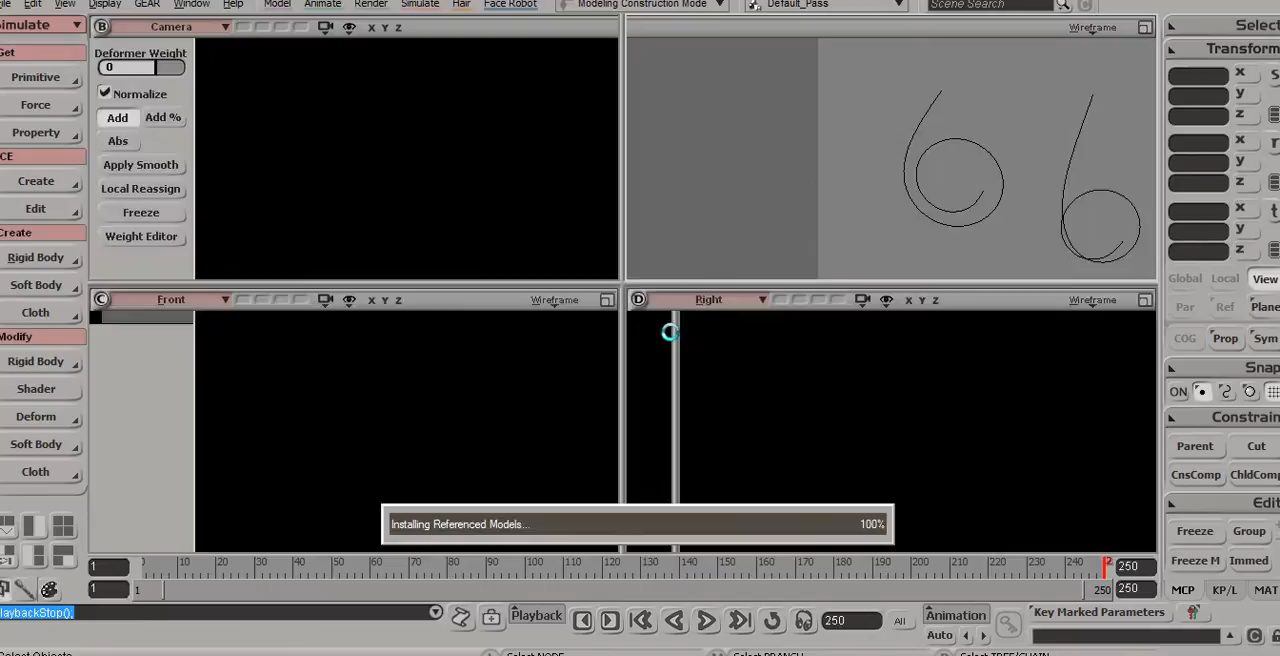 File Edit View Display GEAR Window Help Model Animate Render Simulate Hair Face Robot Modeling Construction Mode Default_Pass Scene Search
Simulate B Camera X Y Z Wireframe Select
Get Deformer Weight Transform
Primitive 0 x S
Force Normalize y
Property Add Add % z
Abs x r
Create Apply Smooth y
Edit Local Reassign z
Create Freeze x t
Rigid Body Weight Editor y
Soft Body z
Cloth Global Local View
Modify C Front X Y Z Wireframe D Right X Y Z Wireframe Par Ref Plane
Rigid Body COG Prop Sym
Shader Snap
Deform ON
Soft Body Constrain
Cloth Parent Cut
CnsComp ChldComp
Edit
Installing Referenced Models... 100% Freeze Group
Freeze M Immed
1 10 20 30 40 50 60 70 80 90 100 110 120 130 140 150 160 170 180 190 200 210 220 230 240 250
1 1 250 250 MCP KP/L MAT
PlaybackStop(); Playback 250 All Animation Key Marked Parameters
Auto
Select Objects Select NODE Select BRANCH Select TREE/CHAIN